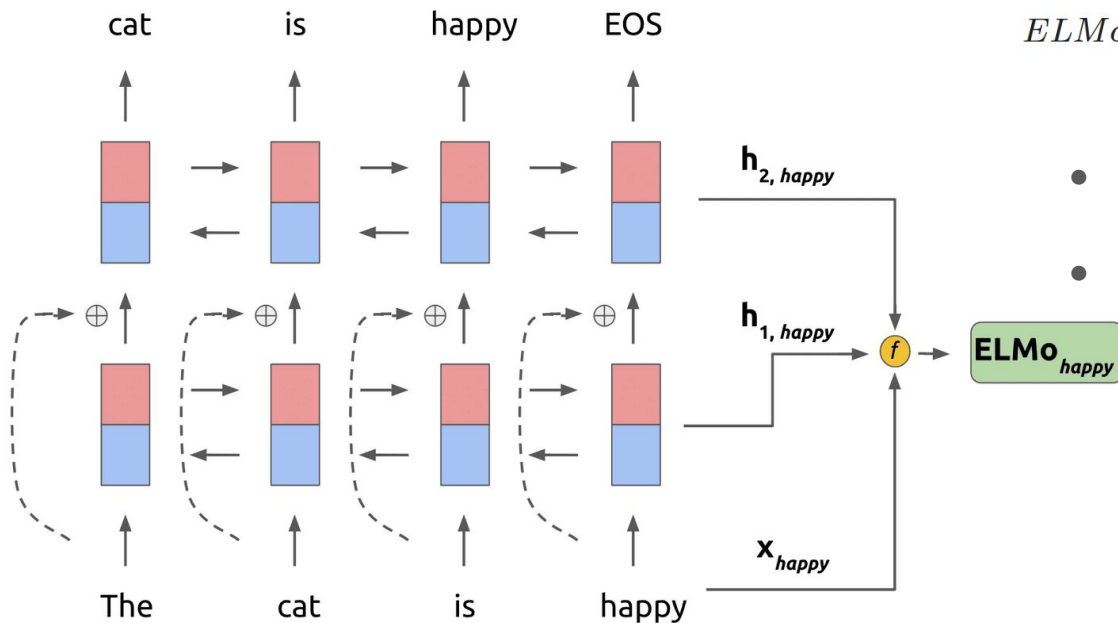 cat is happy EOS
ELMo
h2, happy
h1, happy
f
ELMohappy
xhappy
The cat is happy